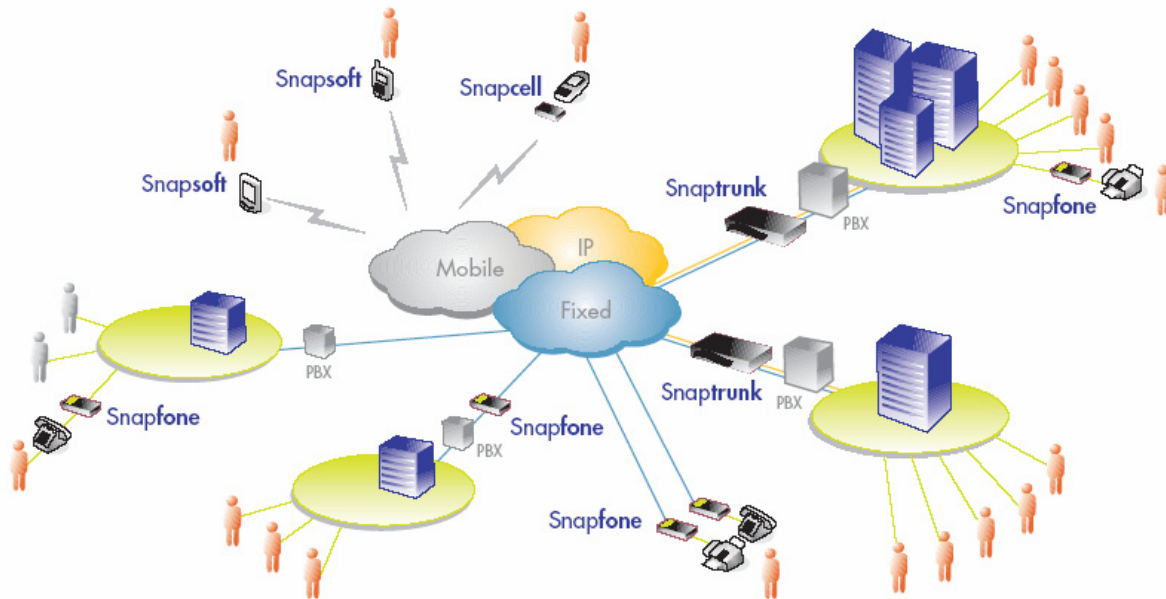 Snapsoft
Snapcell
Snapsoft
Snaptrunk
PBX
Snapfone
IP
Mobile
Fixed
PBX
Snapfone
PBX
Snapfone
Snaptrunk
PBX
Snapfone